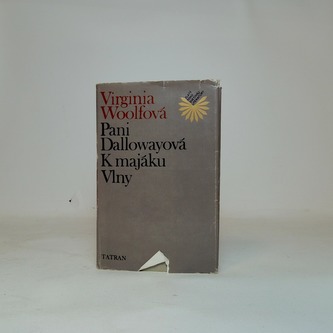 Virginia
Woolfová
Pani
Dallowayová
K majáku
Vlny
TATRAN